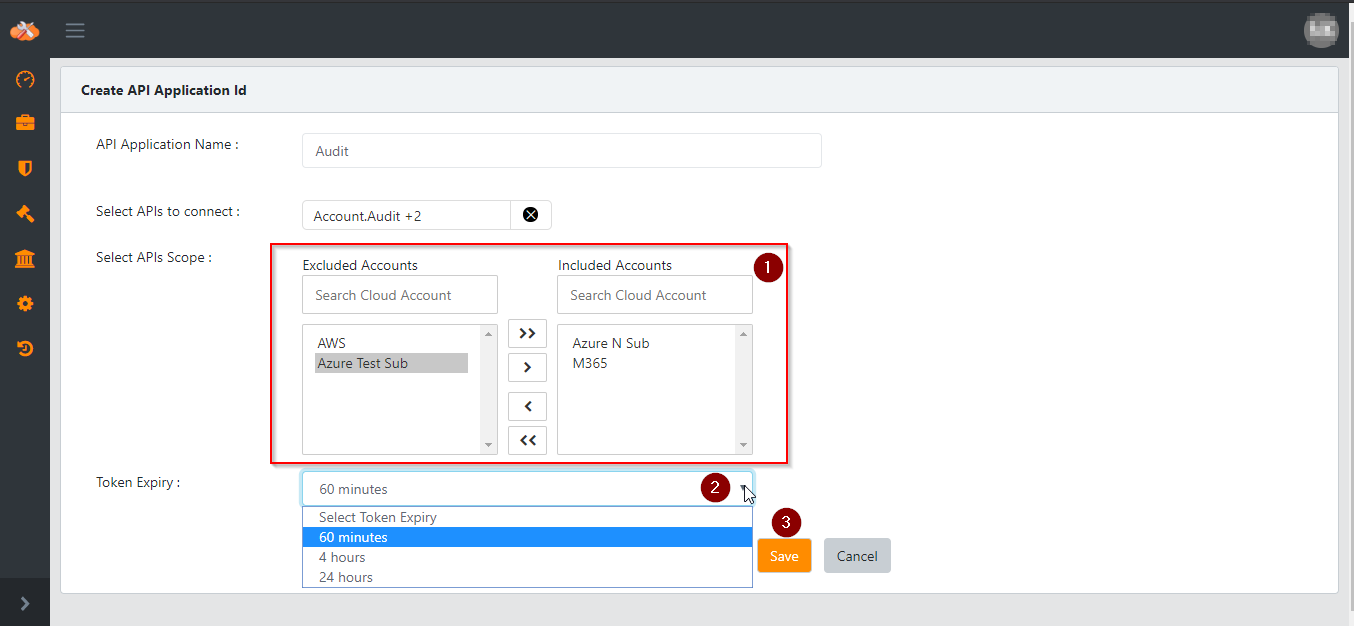 Create API Application Id
API Application Name :
Audit
Select APIs to connect :
Account.Audit +2
Select APIs Scope :
Excluded Accounts
Included Accounts
1
Search Cloud Account
Search Cloud Account
AWS
Azure Test Sub
>>
>
<
<<
Azure N Sub
M365
Token Expiry :
60 minutes
2
Select Token Expiry
60 minutes
4 hours
24 hours
3
Save
Cancel